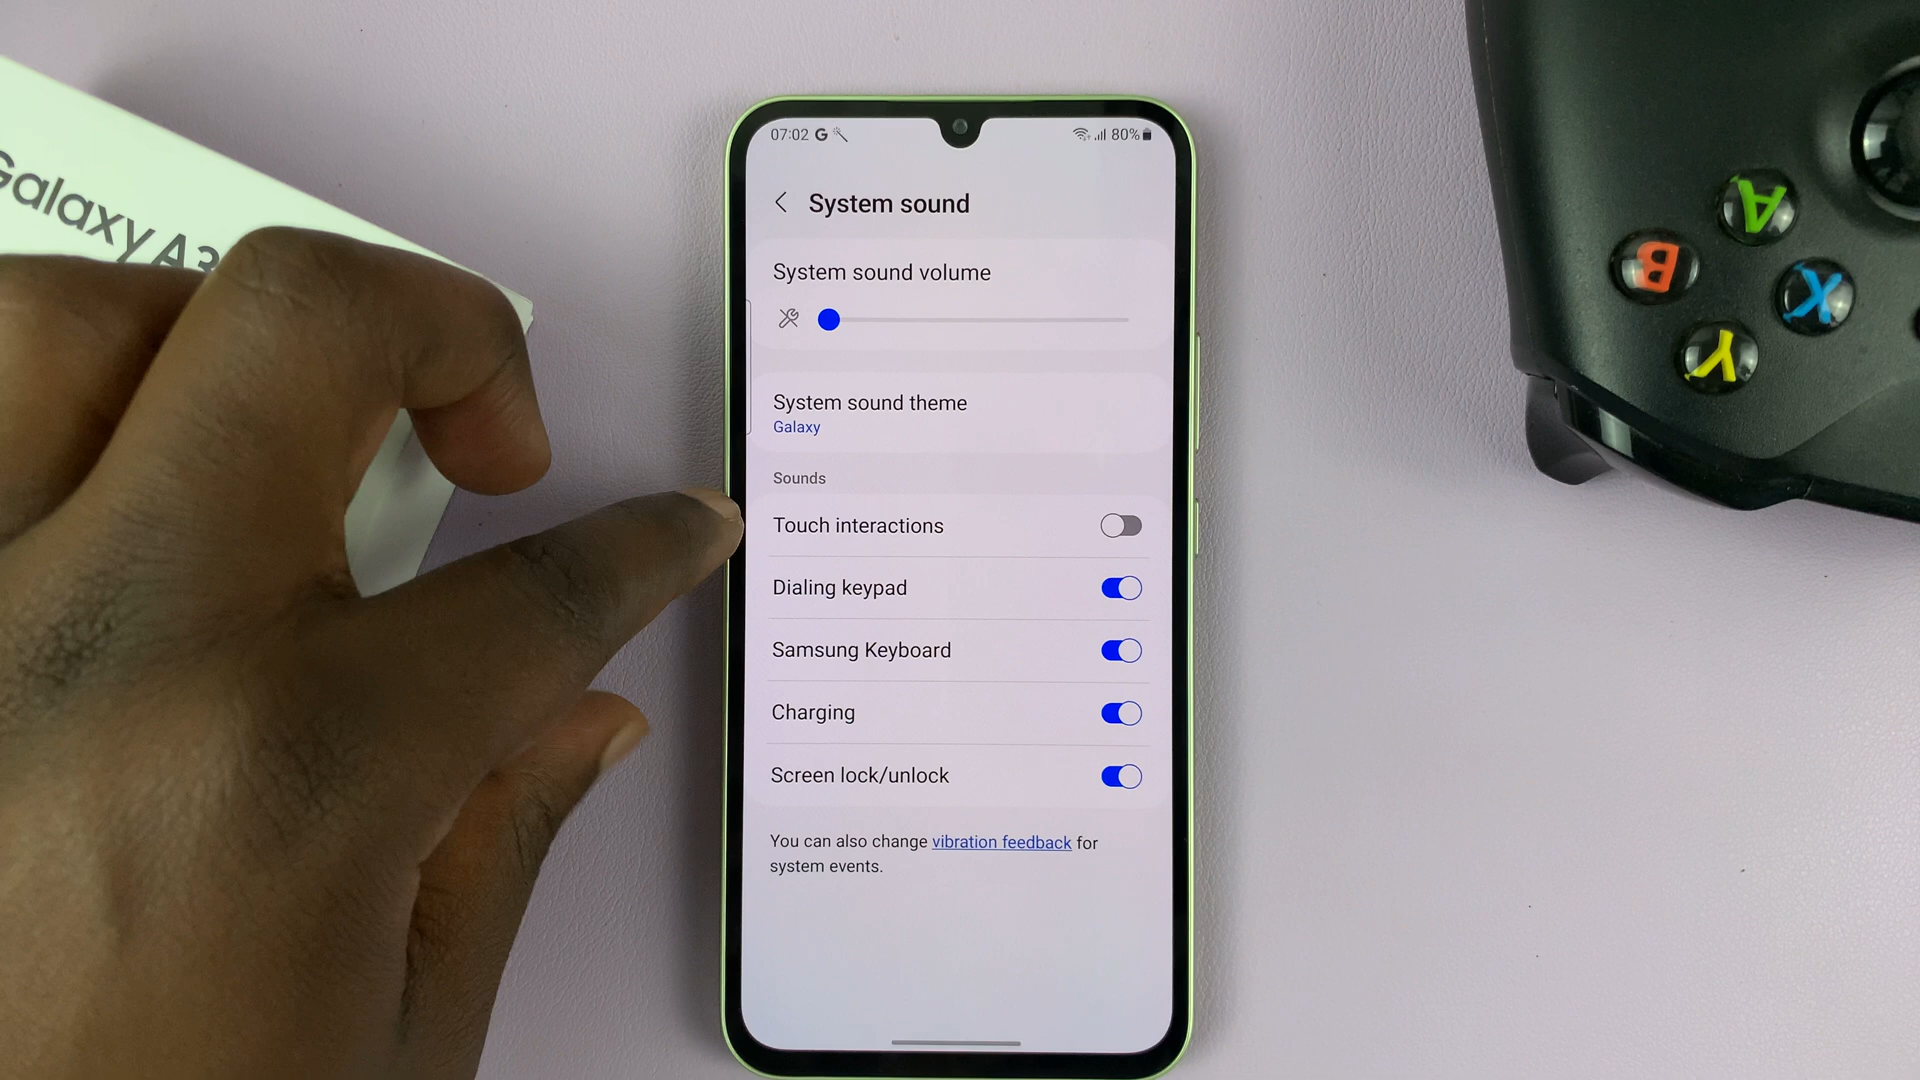 Galaxy A3
07:02 G
80%
System sound
System sound volume
System sound theme
Galaxy
Sounds
Touch interactions
Dialing keypad
Samsung Keyboard
Charging
Screen lock/unlock
You can also change vibration feedback for
system events.
A
B
X
Y